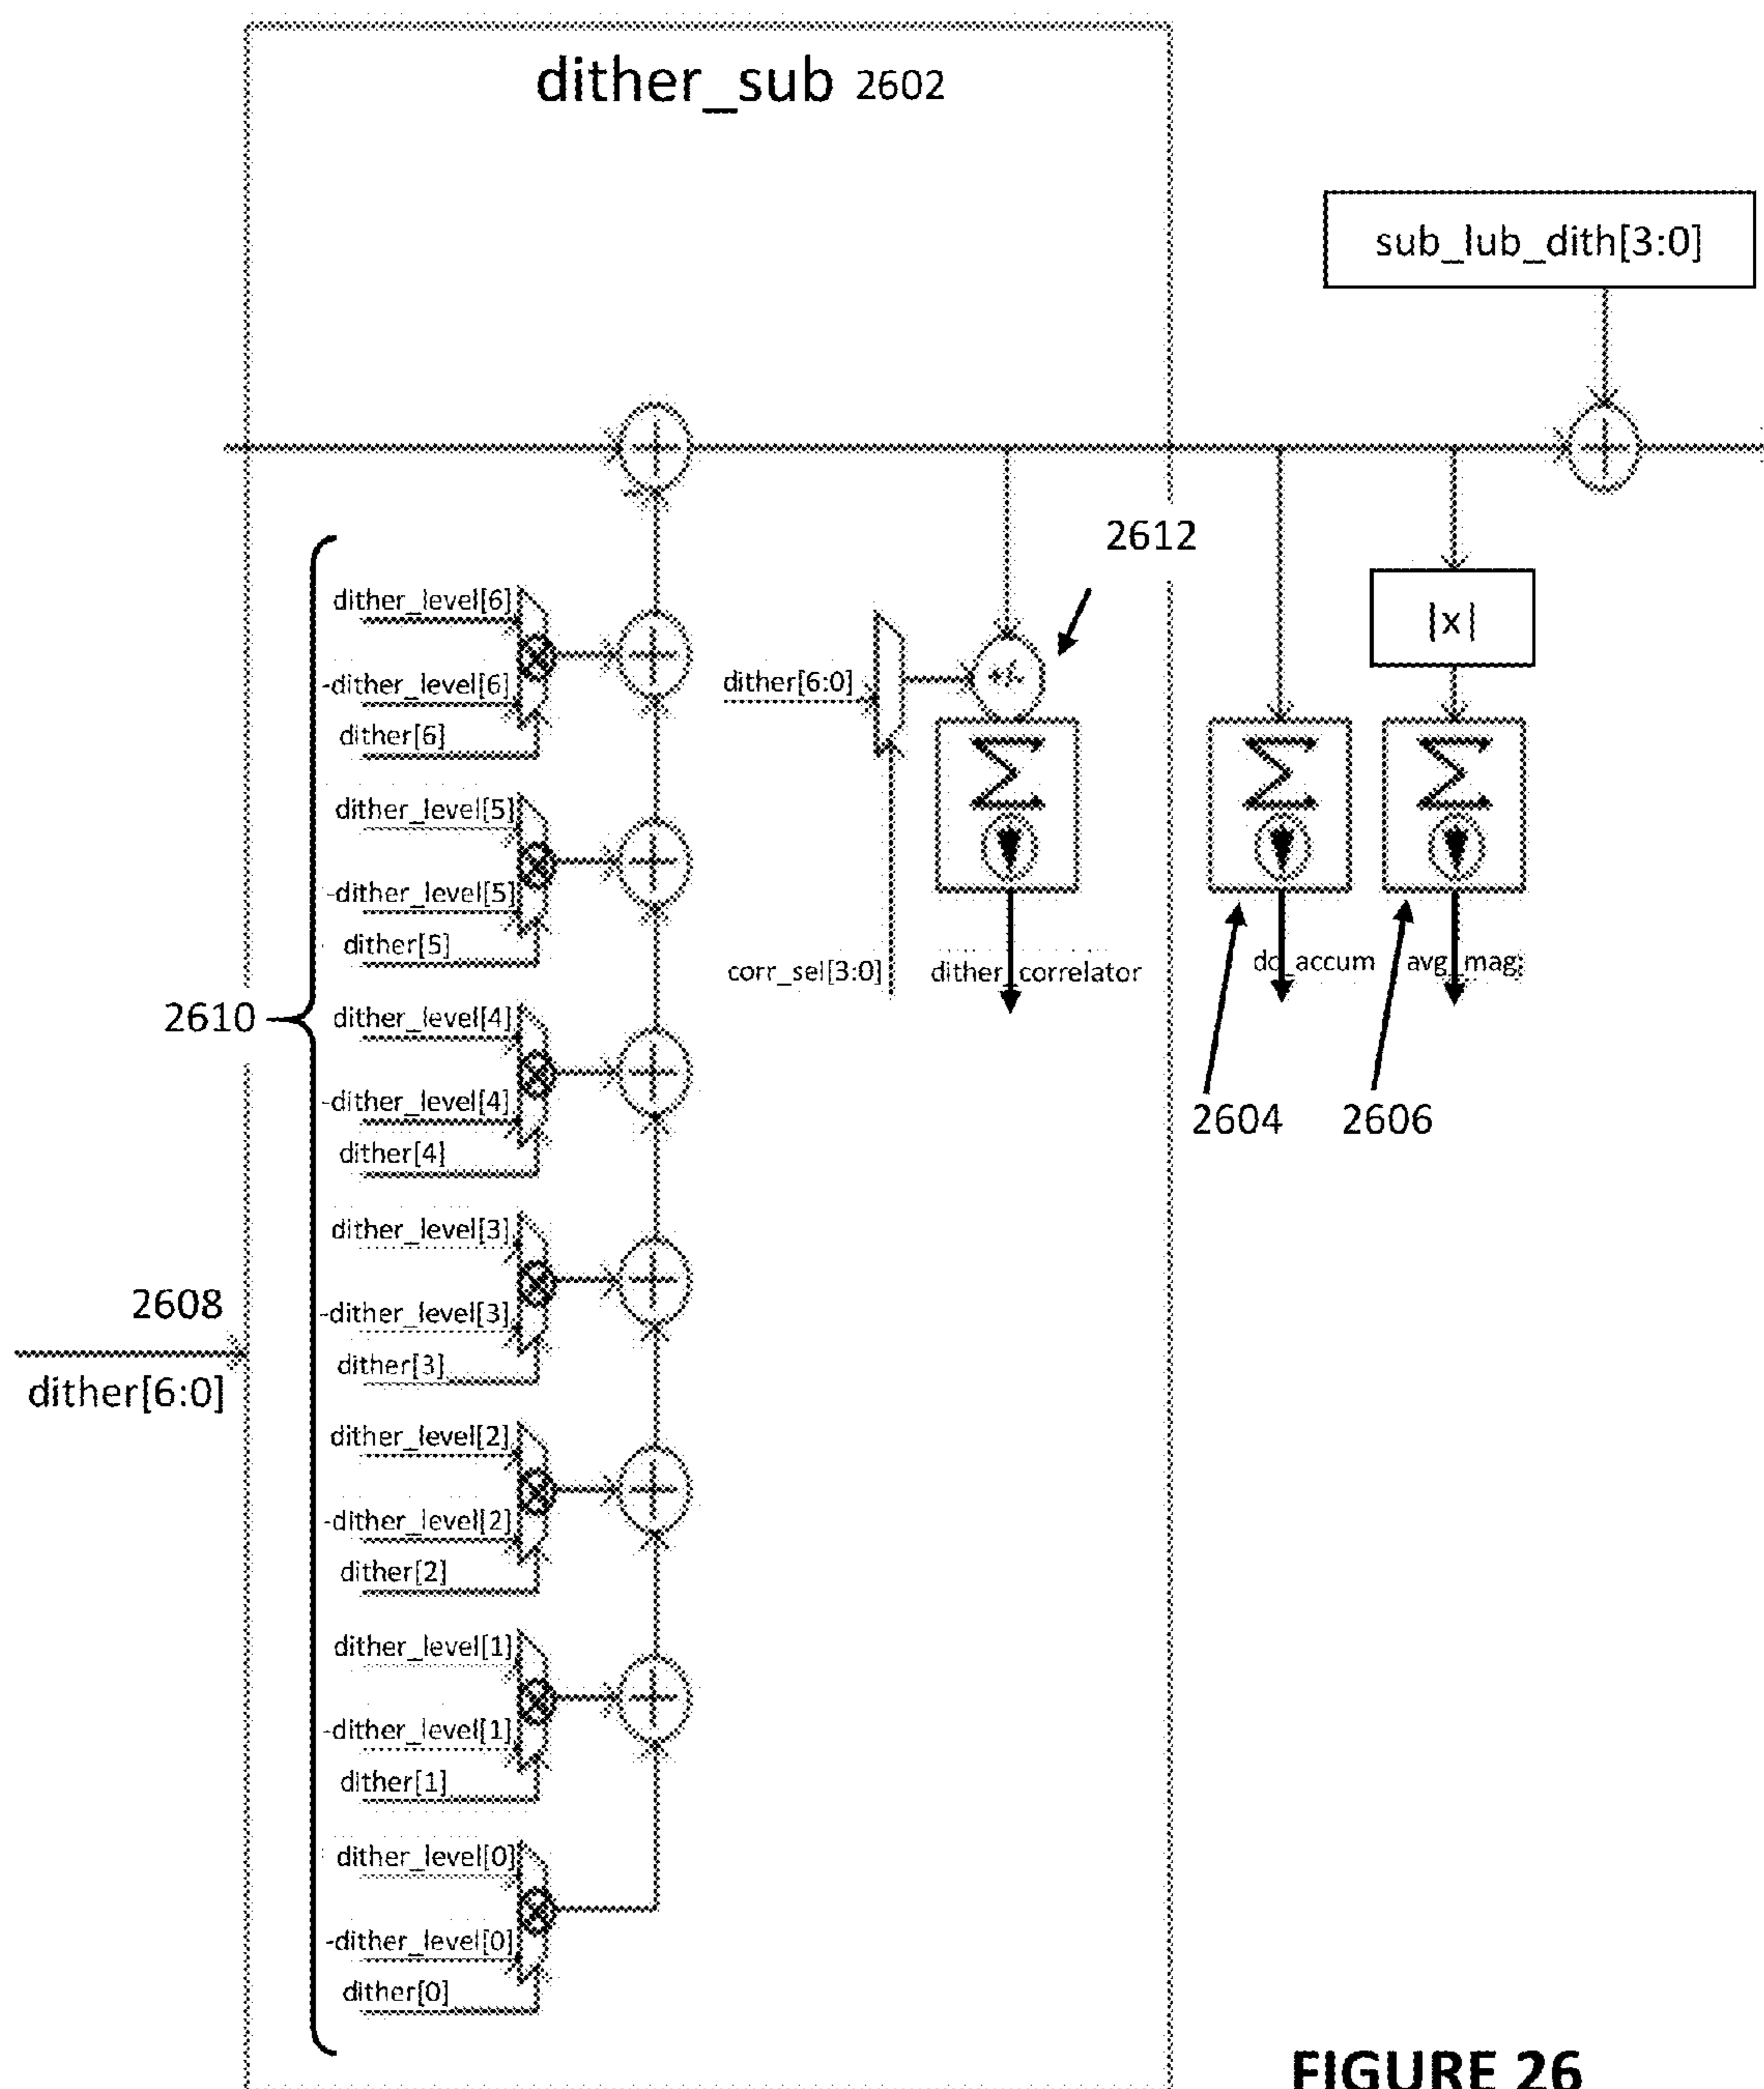 dither_sub 2602
sub_lub_dith[3:0]
2612
dither_level[6]
-dither_level[6]
dither[6]
dither[6:0]
+/-
|x|
Σ
Σ
Σ
dither_level[5]
-dither_level[5]
dither[5]
corr_sel[3:0]
dither_correlator
dc_accum
avg_mag
2610
dither_level[4]
-dither_level[4]
dither[4]
2604
2606
dither_level[3]
-dither_level[3]
dither[3]
2608
dither[6:0]
dither_level[2]
-dither_level[2]
dither[2]
dither_level[1]
-dither_level[1]
dither[1]
dither_level[0]
-dither_level[0]
dither[0]
FIGURE 26